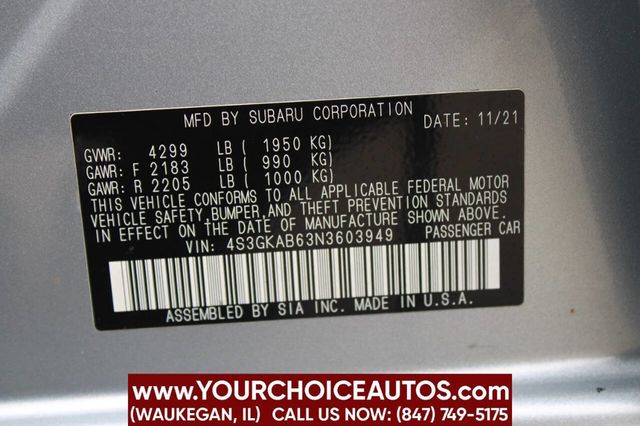 MFD BY SUBARU CORPORATION DATE: 11/21
GVWR: 4299 LB ( 1950 KG)
GAWR: F 2183 LB ( 990 KG)
GAWR: R 2205 LB ( 1000 KG)
THIS VEHICLE CONFORMS TO ALL APPLICABLE FEDERAL MOTOR
VEHICLE SAFETY,BUMPER,AND THEFT PREVENTION STANDARDS
IN EFFECT ON THE DATE OF MANUFACTURE SHOWN ABOVE.
VIN: 4S3GKAB63N3603949 PASSENGER CAR
ASSEMBLED BY SIA INC. MADE IN U.S.A.
WWW.YOURCHOICEAUTOS.COM
(WAUKEGAN, IL) CALL US NOW: (847) 749-5175